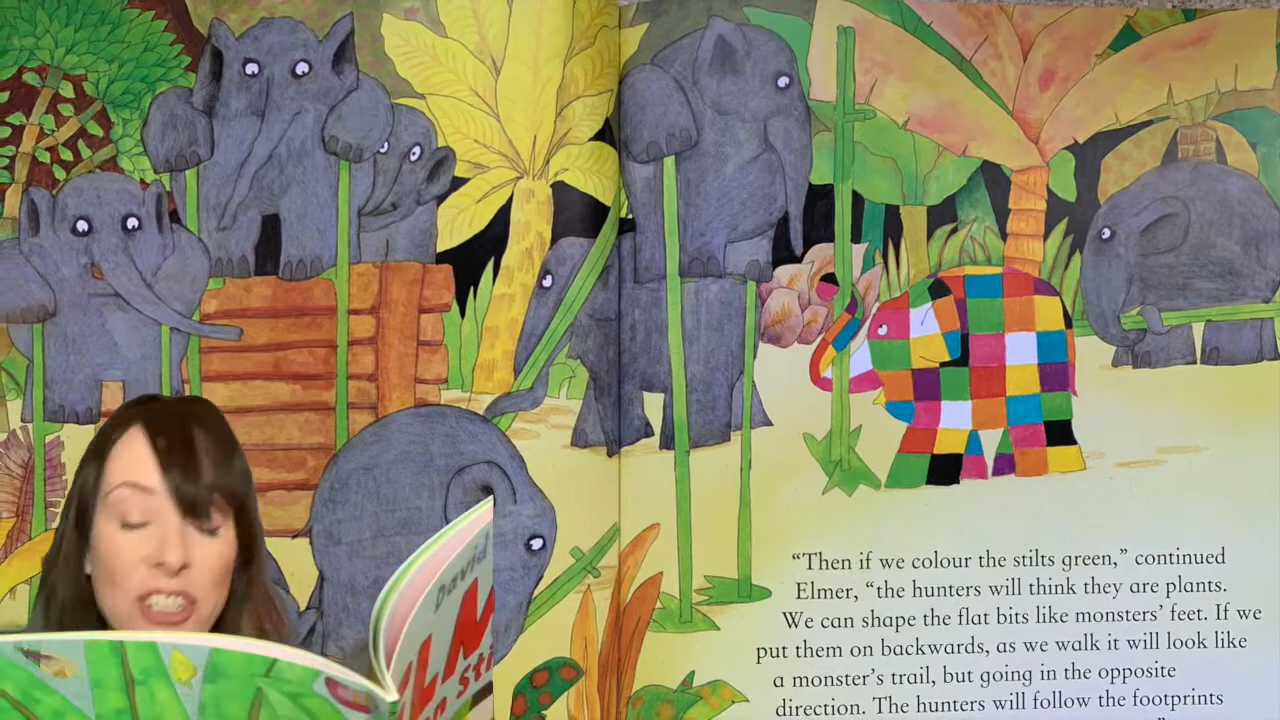 “Then if we colour the stilts green,” continued
Elmer, “the hunters will think they are plants.
We can shape the flat bits like monsters’ feet. If we
put them on backwards, as we walk it will look like
a monster’s trail, but going in the opposite
direction. The hunters will follow the footprints
David